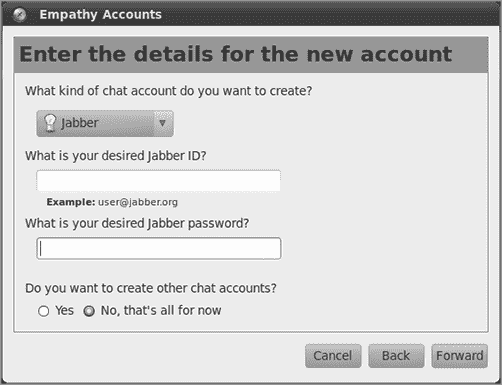 Empathy Accounts
Enter the details for the new account
What kind of chat account do you want to create?
Jabber
What is your desired Jabber ID?
Example: user@jabber.org
What is your desired Jabber password?
Do you want to create other chat accounts?
Yes No, that's all for now
Cancel Back Forward